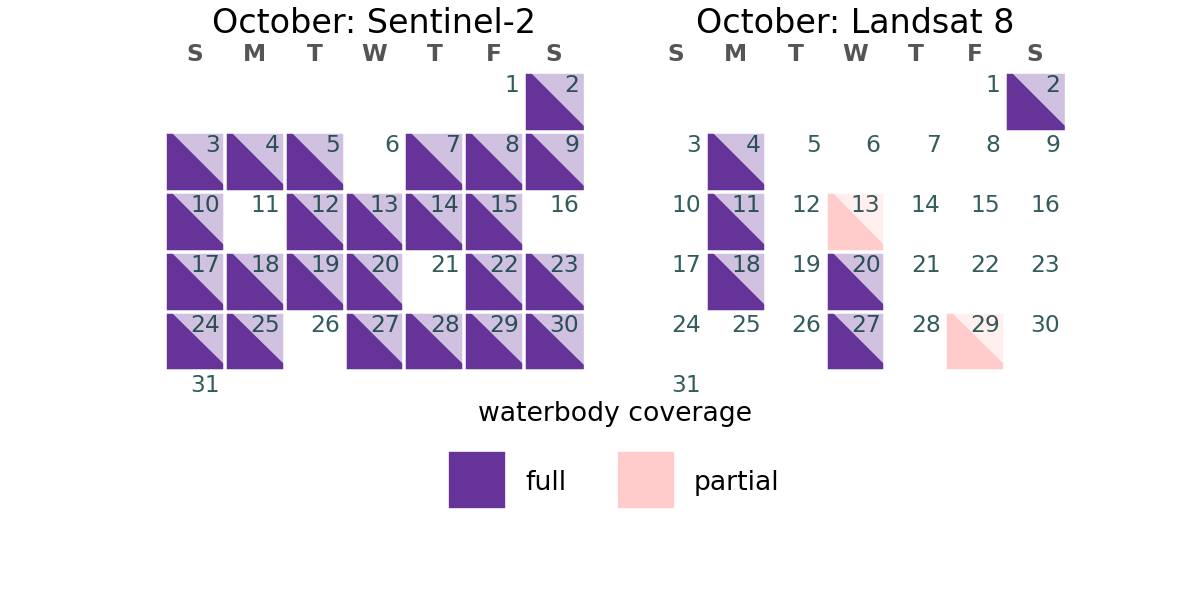 October: Sentinel-2
S M T W T F S
1 2
3 4 5 6 7 8 9
10 11 12 13 14 15 16
17 18 19 20 21 22 23
24 25 26 27 28 29 30
31
October: Landsat 8
S M T W T F S
1 2
3 4 5 6 7 8 9
10 11 12 13 14 15 16
17 18 19 20 21 22 23
24 25 26 27 28 29 30
31
waterbody coverage
full partial